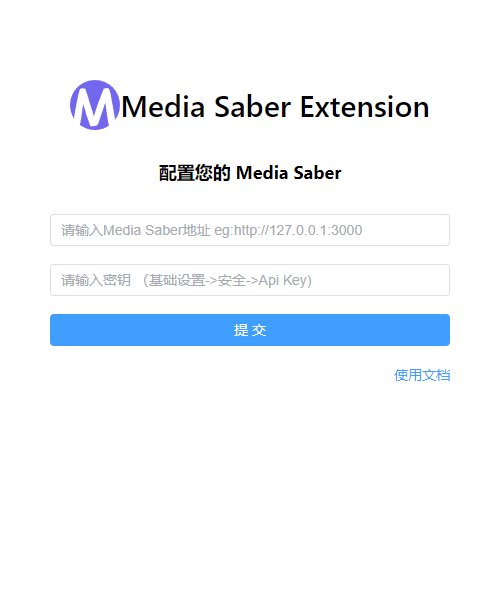 Media Saber Extension
配置您的 Media Saber
请输入Media Saber地址 eg:http://127.0.0.1:3000
请输入密钥 （基础设置->安全->Api Key)
提 交
使用文档